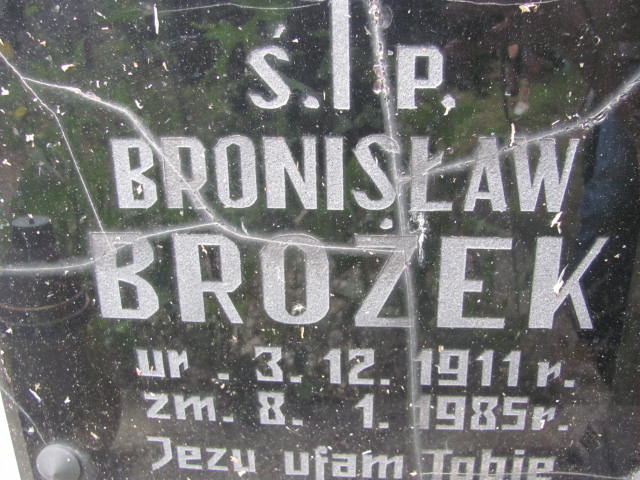 Ś. P.
BRONISŁAW
BROŻEK
ur. 3. 12. 1911 r.
zm. 8. 1. 1985 r.
Jezu ufam Tobie